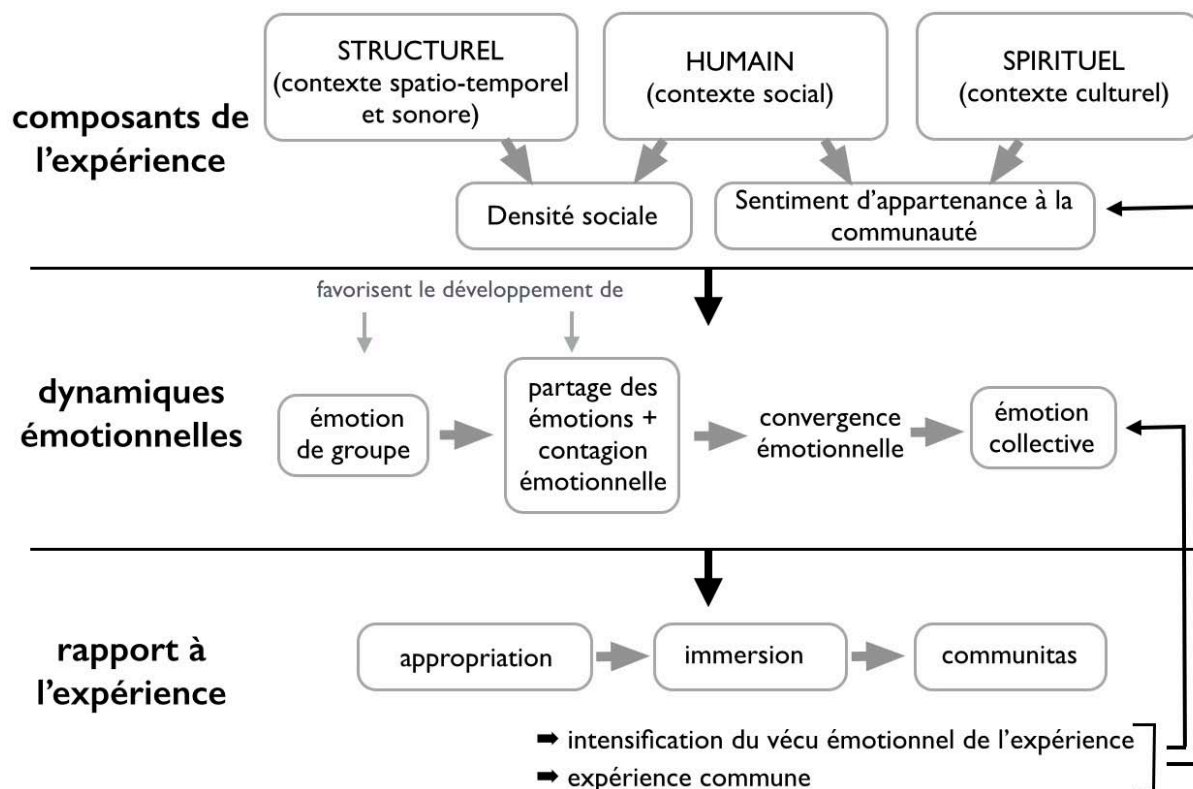 STRUCTUREL
(contexte spatio-temporel
et sonore)
HUMAIN
(contexte social)
SPIRITUEL
(contexte culturel)
composants de
l’expérience
Densité sociale
Sentiment d’appartenance à la
communauté
favorisent le développement de
dynamiques
émotionnelles
émotion
de groupe
partage des
émotions +
contagion
émotionnelle
convergence
émotionnelle
émotion
collective
rapport à
l’expérience
appropriation
immersion
communitas
➡ intensification du vécu émotionnel de l’expérience
➡ expérience commune